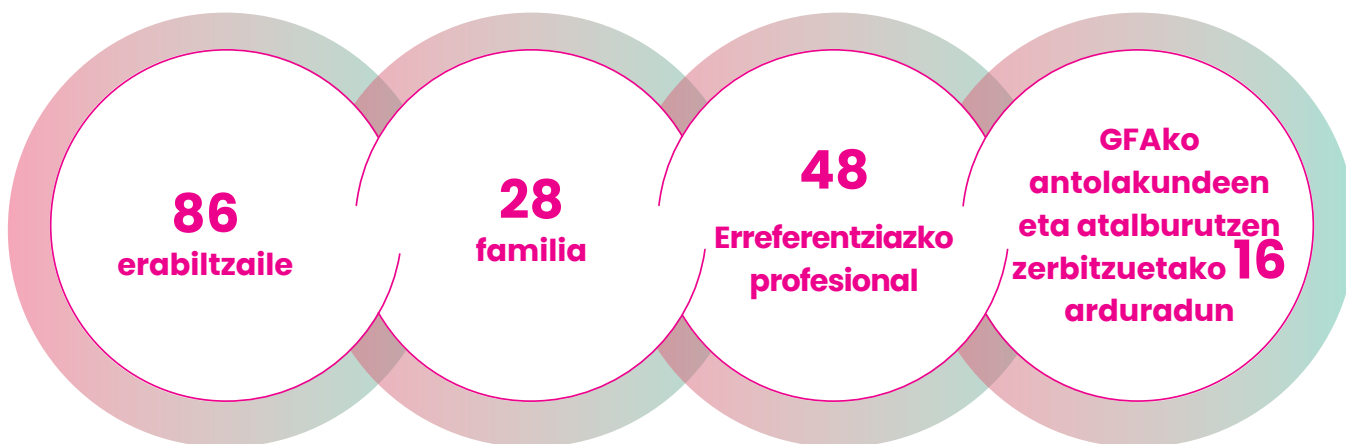 86
erabiltzaile
28
familia
48
Erreferentziazko
profesional
GFAko
antolakundeen
eta atalburutzen
zerbitzuetako 16
arduradun